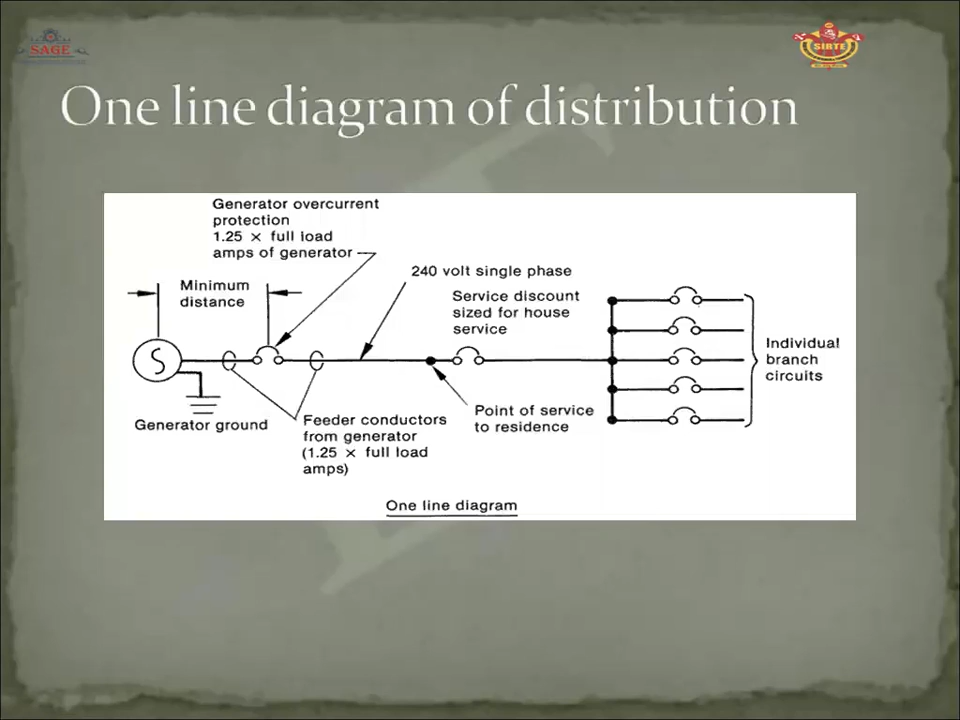 SAGE
SIRTE
One line diagram of distribution
Generator overcurrent
protection
1.25 × full load
amps of generator
240 volt single phase
Minimum
distance
Service discount
sized for house
service
Individual
branch
circuits
S
Generator ground
Feeder conductors
from generator
(1.25 × full load
amps)
Point of service
to residence
One line diagram